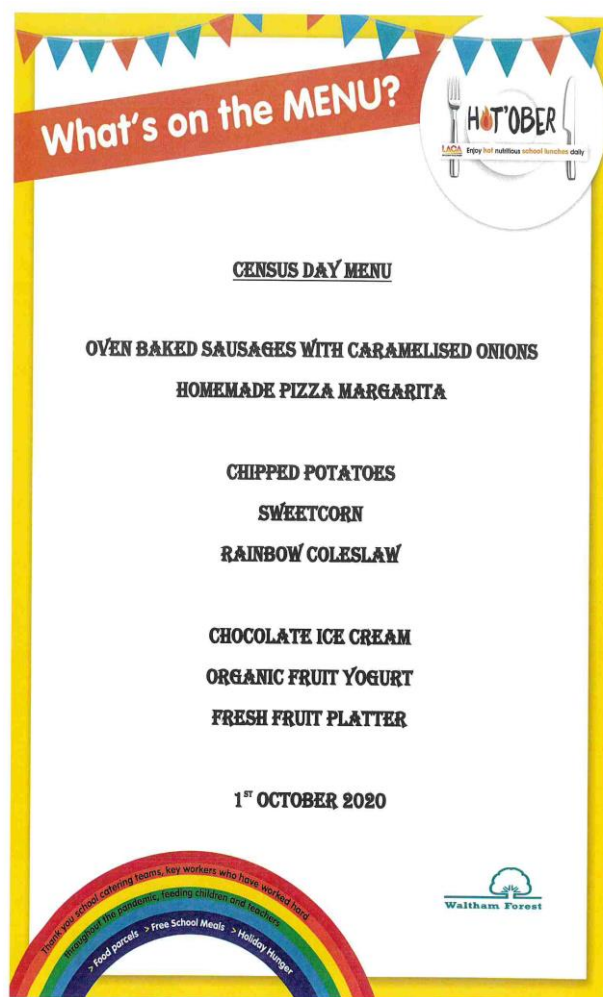 What's on the MENU?
HOT'OBER
LACA Enjoy hot nutritious school lunches daily
CENSUS DAY MENU
OVEN BAKED SAUSAGES WITH CARAMELISED ONIONS
HOMEMADE PIZZA MARGARITA
CHIPPED POTATOES
SWEETCORN
RAINBOW COLESLAW
CHOCOLATE ICE CREAM
ORGANIC FRUIT YOGURT
FRESH FRUIT PLATTER
1ST OCTOBER 2020
Thank you school catering teams, key workers who have worked hard
throughout the pandemic, feeding children and teachers
> Food parcels > Free School Meals > Holiday Hunger
Waltham Forest